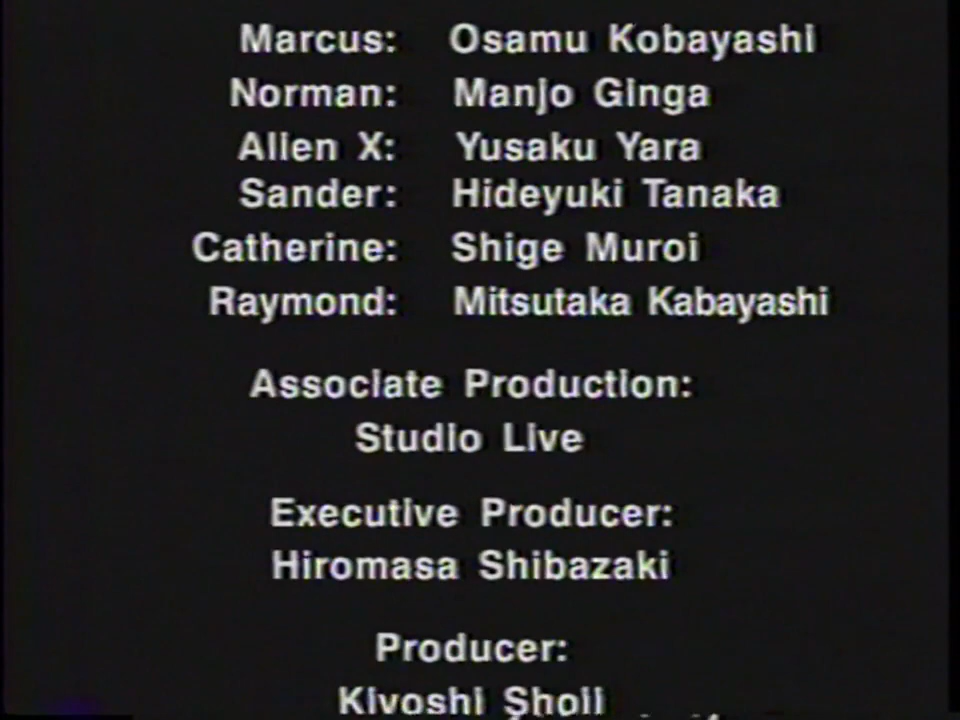 Marcus: Osamu Kobayashi
Norman: Manjo Ginga
Allen X: Yusaku Yara
Sander: Hideyuki Tanaka
Catherine: Shige Muroi
Raymond: Mitsutaka Kabayashi
Associate Production:
Studio Live
Executive Producer:
Hiromasa Shibazaki
Producer:
Kiyoshi Shoji